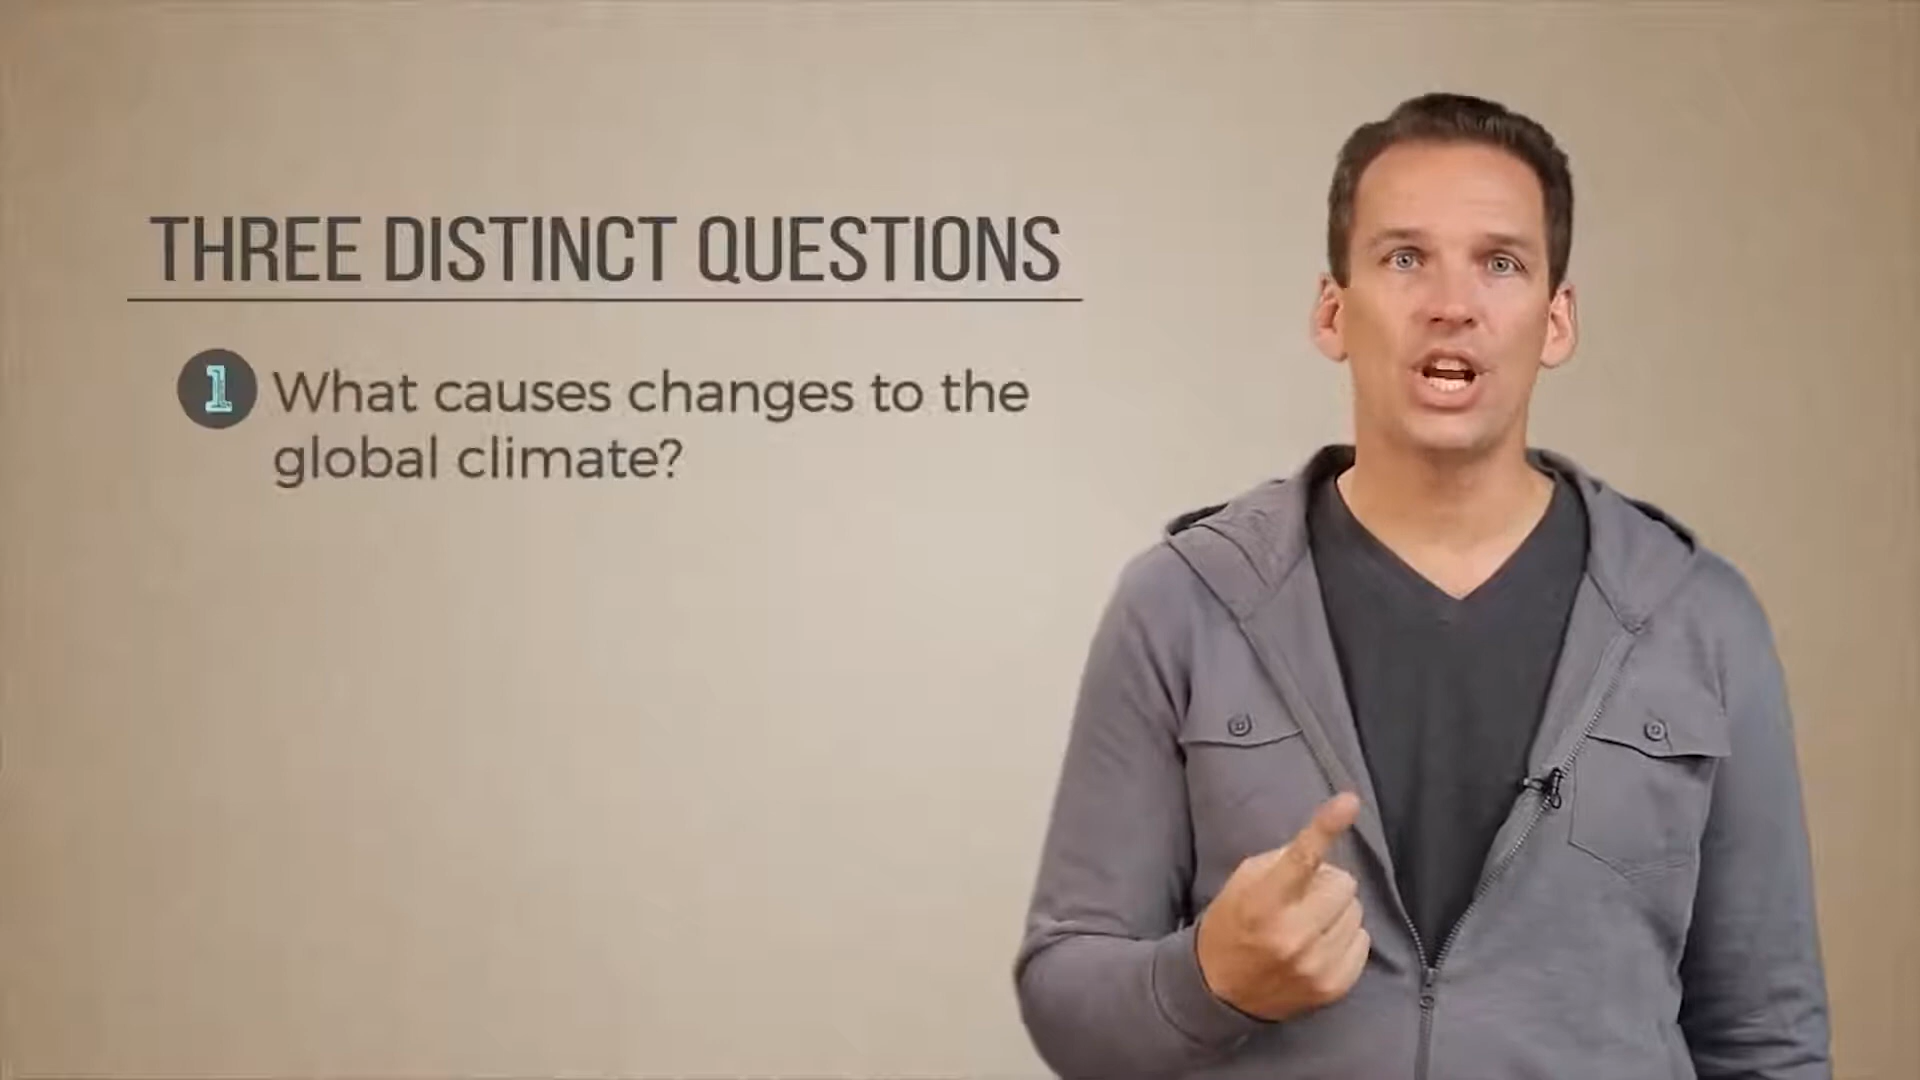 THREE DISTINCT QUESTIONS
1 What causes changes to the
global climate?